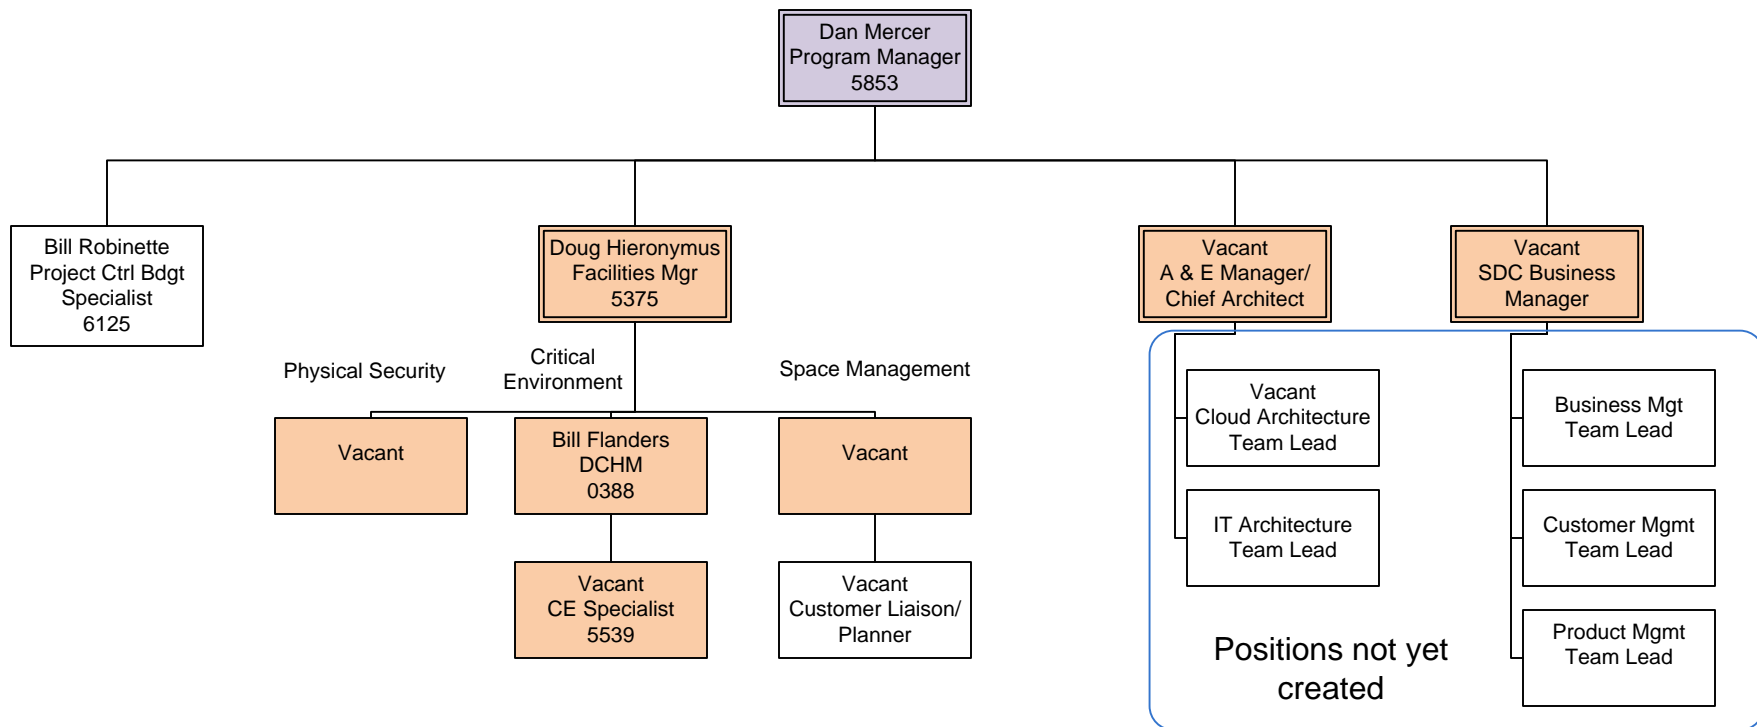 Dan Mercer
Program Manager
5853
Bill Robinette
Project Ctrl Bdgt
Specialist
6125
Doug Hieronymus
Facilities Mgr
5375
Vacant
A & E Manager/
Chief Architect
Vacant
SDC Business
Manager
Physical Security
Critical
Environment
Space Management
Vacant
Bill Flanders
DCHM
0388
Vacant
Vacant
CE Specialist
5539
Vacant
Customer Liaison/
Planner
Vacant
Cloud Architecture
Team Lead
IT Architecture
Team Lead
Business Mgt
Team Lead
Customer Mgmt
Team Lead
Product Mgmt
Team Lead
Positions not yet
created